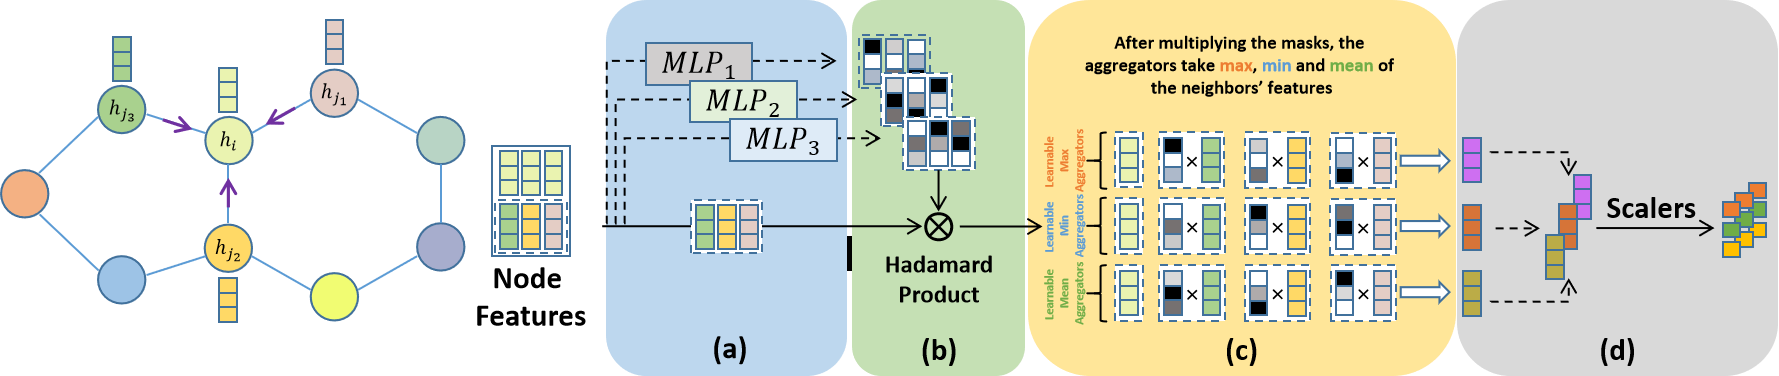 h_{j_3}
h_{j_1}
h_i
h_{j_2}
Node
Features
MLP_1
MLP_2
MLP_3
(a)
Hadamard
Product
(b)
After multiplying the masks, the
aggregators take max, min and mean of
the neighbors' features
Learnable
Max
Aggregators
×
×
×
Learnable
Min
Aggregators
×
×
×
Learnable
Mean
Aggregators
×
×
×
(c)
Scalers
(d)